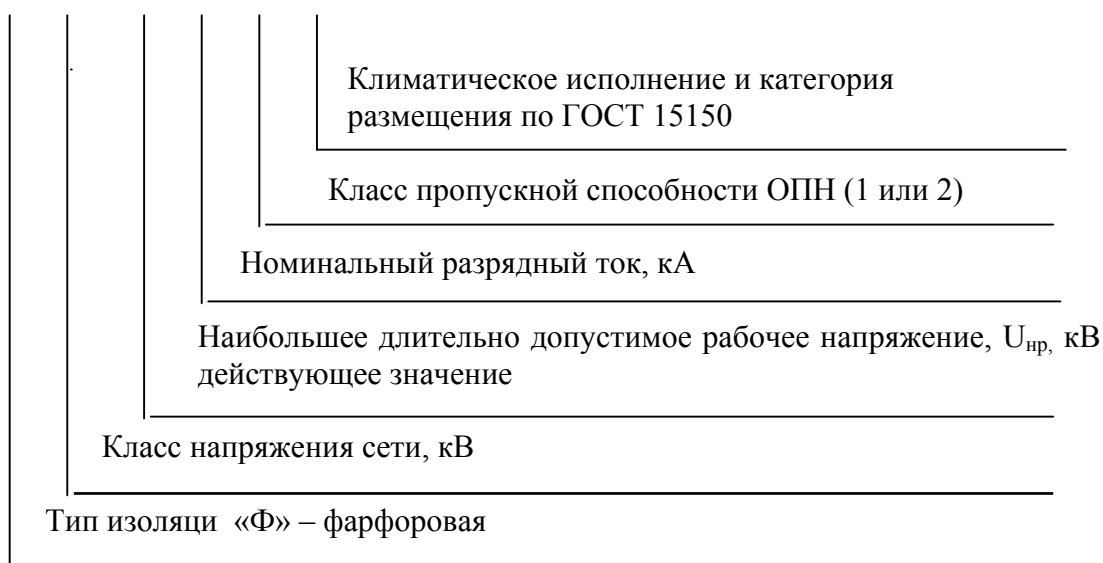 Климатическое исполнение и категория
размещения по ГОСТ 15150
Класс пропускной способности ОПН (1 или 2)
Номинальный разрядный ток, кА
Наибольшее длительно допустимое рабочее напряжение, Uнр, кВ
действующее значение
Класс напряжения сети, кВ
Тип изоляци «Ф» – фарфоровая